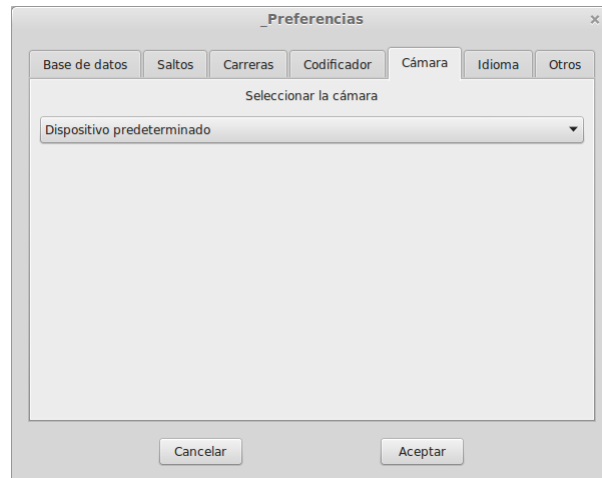 _Preferencias
Base de datos Saltos Carreras Codificador Cámara Idioma Otros
Seleccionar la cámara
Dispositivo predeterminado
Cancelar Aceptar